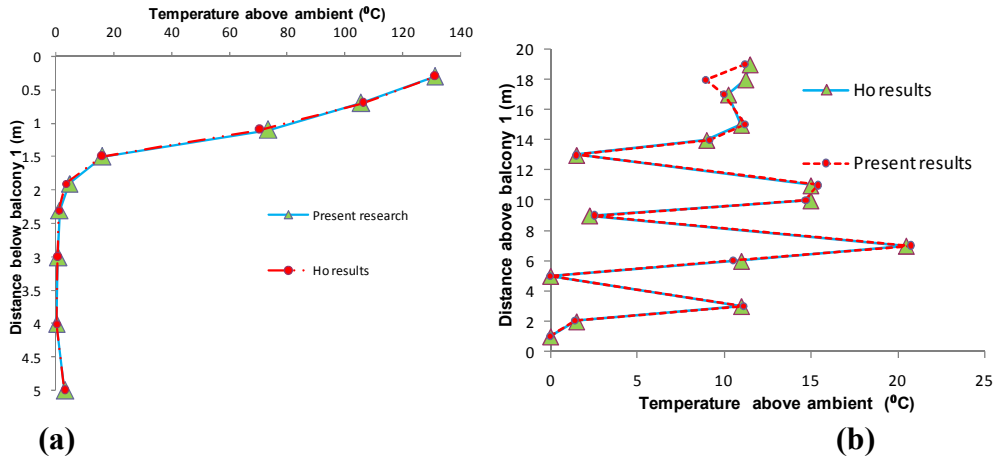 Temperature above ambient (⁰C)
0 20 40 60 80 100 120 140
0
0.5
1
1.5
2
2.5
3
3.5
4
4.5
5
Distance below balcony 1 (m)
Present research
Ho results
(a)
20
18
16
14
12
10
8
6
4
2
0
Distance above balcony 1 (m)
Ho results
Present results
0 5 10 15 20 25
Temperature above ambient (⁰C)
(b)